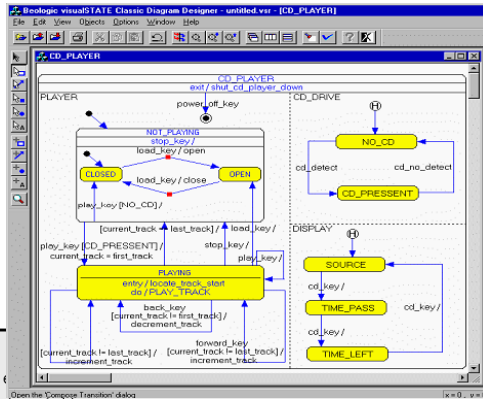 Beologic visualSTATE Classic Diagram Designer - untitled.vsr - [CD_PLAYER]
File Edit View Objects Options Window Help
CD_PLAYER
CD_PLAYER
exit / shut_cd_player_down
PLAYER
power_off_key
CD_DRIVE
H
NOT_PLAYING
stop_key /
load_key / open
NO_CD
CLOSED
OPEN
load_key / close
cd_detect
cd_no_detect
play_key [NO_CD] /
CD_PRESSENT
[current_track = last_track] /
load_key /
DISPLAY
H
play_key [CD_PRESSENT] /
current_track = first_track
stop_key /
play_key /
SOURCE
PLAYING
entry / locate_track_start
do / PLAY_TRACK
cd_key /
TIME_PASS
back_key
[current_track != first_track] /
decrement_track
cd_key /
cd_key /
forward_key
[current_track != last_track] /
increment_track
[current_track != last_track] /
increment_track
TIME_LEFT
e
Open the 'Compose Transition' dialog
x = 0 , y =